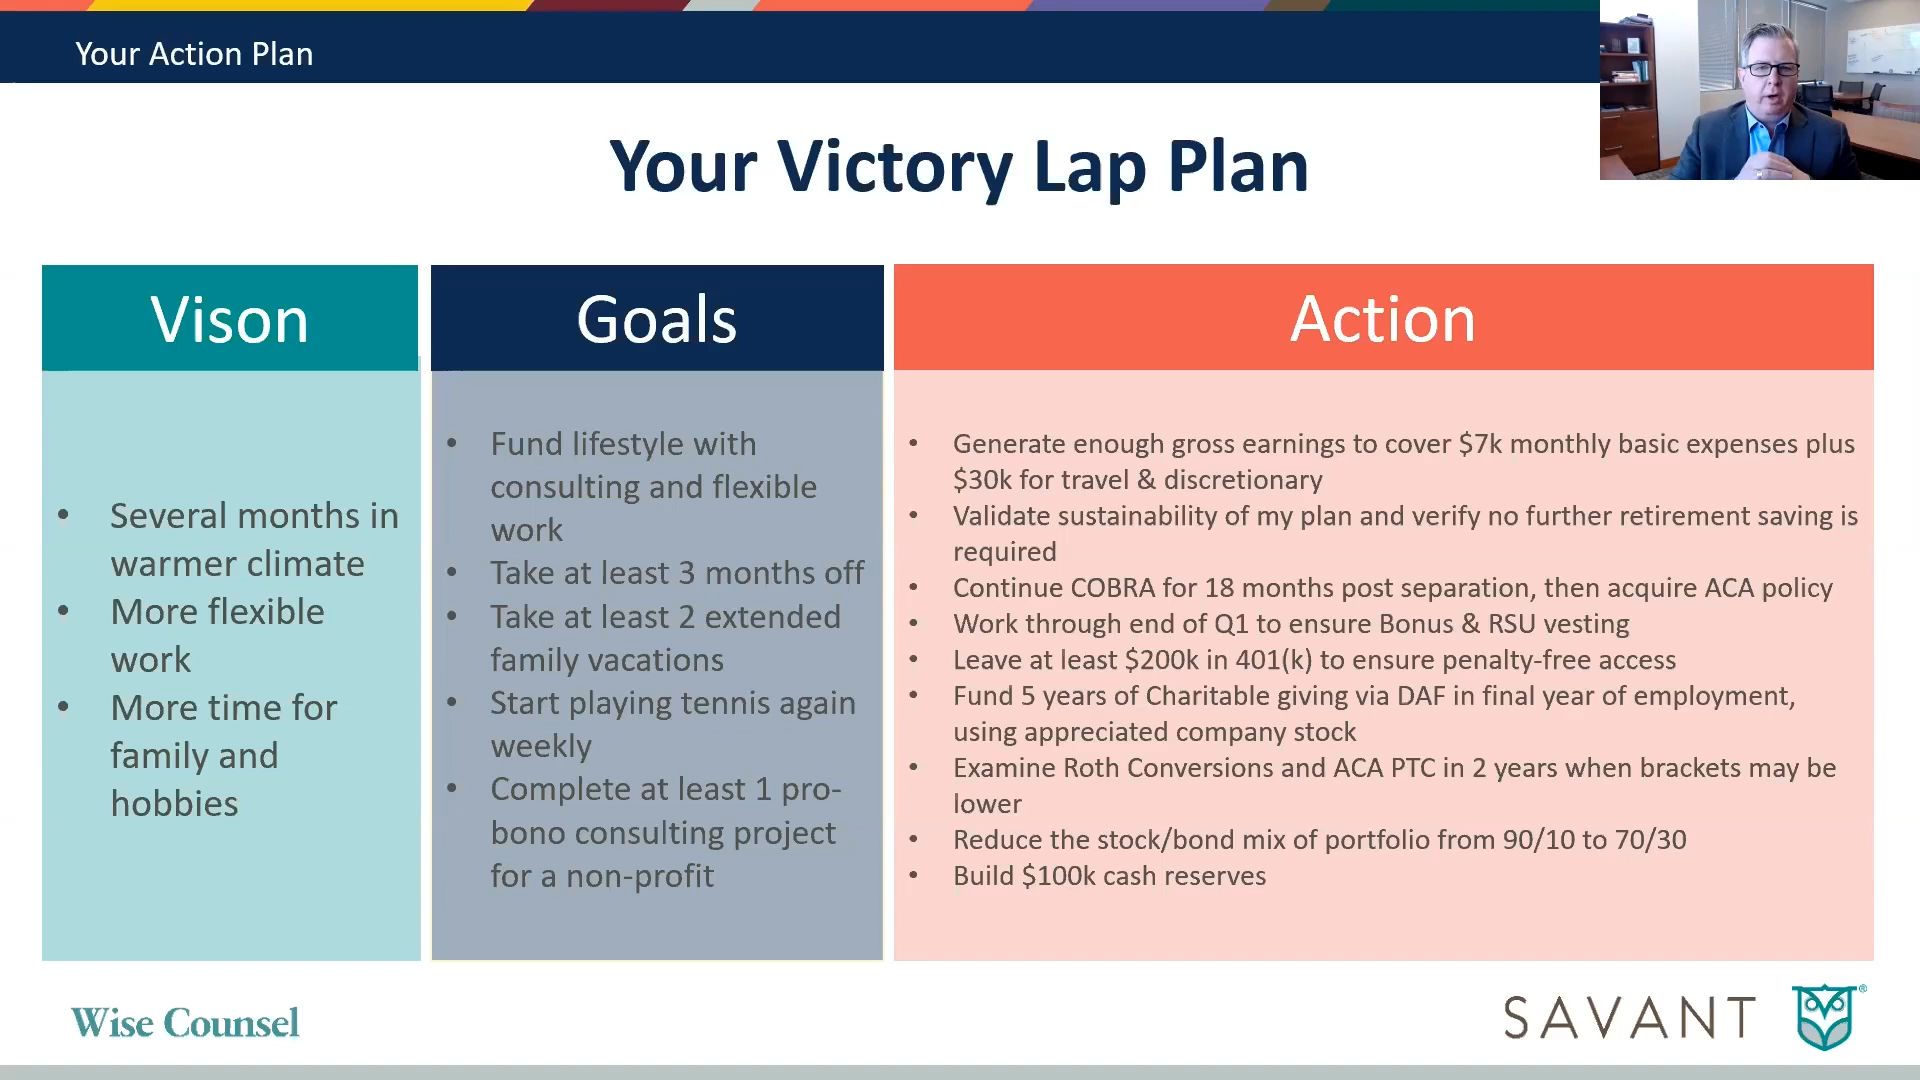 Your Action Plan
Your Victory Lap Plan
Vison
• Several months in
warmer climate
• More flexible
work
• More time for
family and
hobbies
Goals
• Fund lifestyle with
consulting and flexible
work
• Take at least 3 months off
• Take at least 2 extended
family vacations
• Start playing tennis again
weekly
• Complete at least 1 pro-
bono consulting project
for a non-profit
Action
• Generate enough gross earnings to cover $7k monthly basic expenses plus
$30k for travel & discretionary
• Validate sustainability of my plan and verify no further retirement saving is
required
• Continue COBRA for 18 months post separation, then acquire ACA policy
• Work through end of Q1 to ensure Bonus & RSU vesting
• Leave at least $200k in 401(k) to ensure penalty-free access
• Fund 5 years of Charitable giving via DAF in final year of employment,
using appreciated company stock
• Examine Roth Conversions and ACA PTC in 2 years when brackets may be
lower
• Reduce the stock/bond mix of portfolio from 90/10 to 70/30
• Build $100k cash reserves
Wise Counsel
SAVANT ®